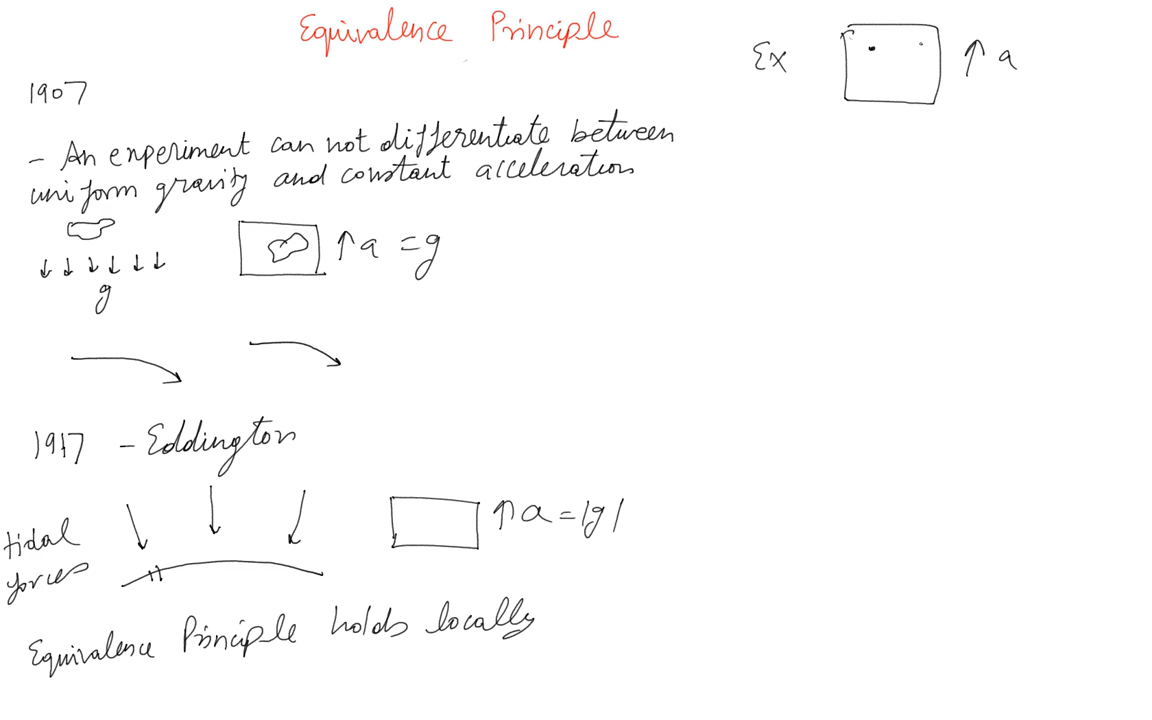 Equivalence Principle
Ex
↑ a
1907
- An experiment can not differentiate between
uniform gravity and constant acceleration
↑ a = g
↓ ↓ ↓ ↓ ↓ ↓
g
1917 - Eddington
↑ a = |g|
tidal
forces
Equivalence Principle holds locally